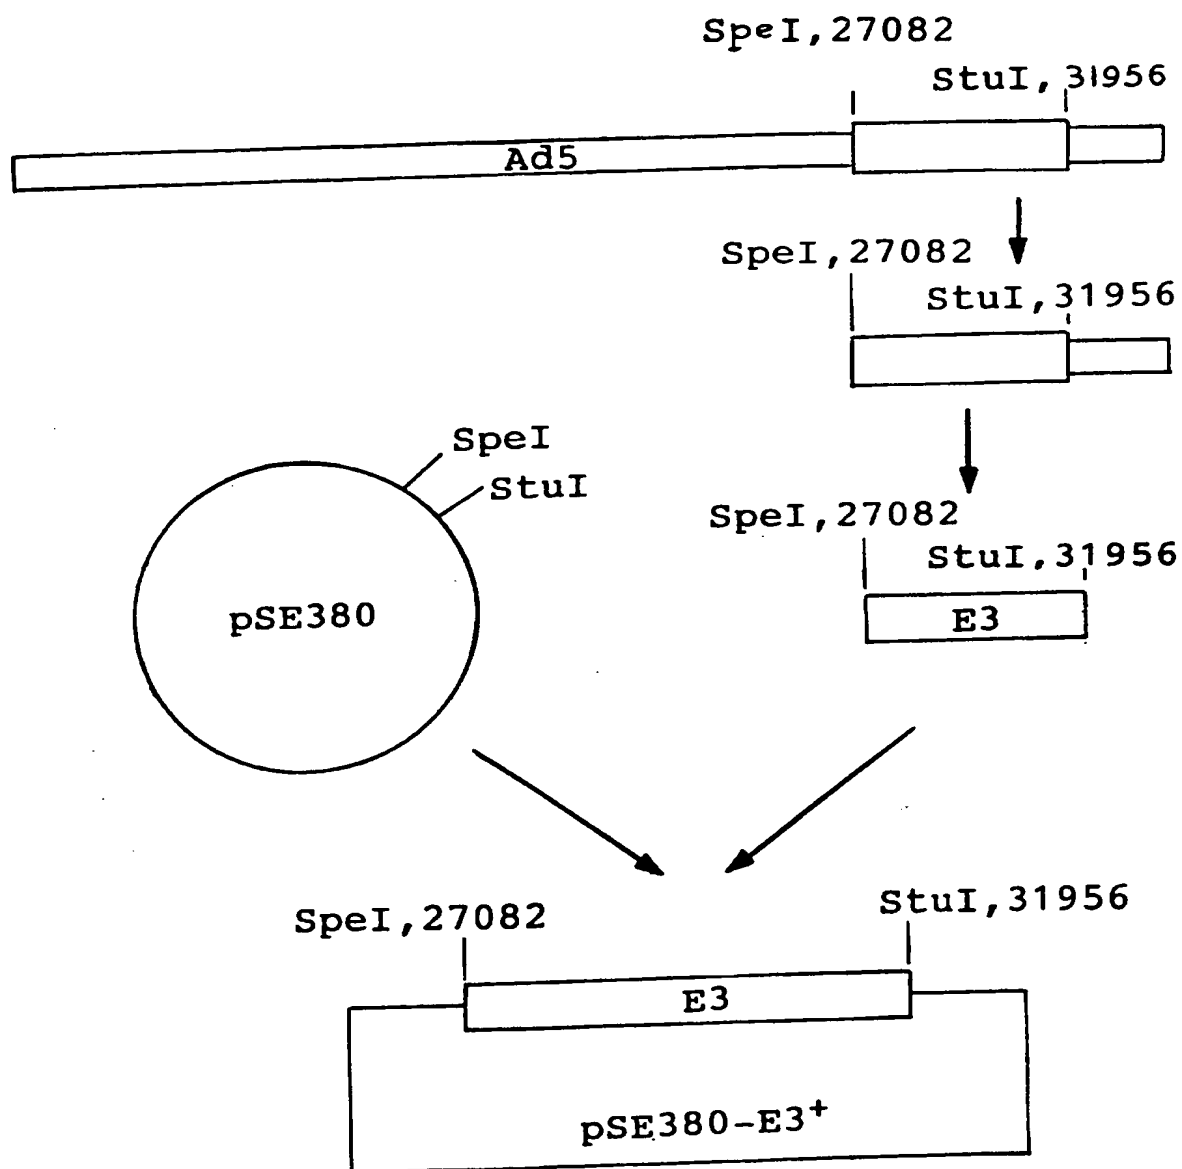 SpeI,27082
StuI,31956
Ad5
SpeI,27082
StuI,31956
SpeI
StuI
SpeI,27082
StuI,31956
pSE380
E3
SpeI,27082
StuI,31956
E3
pSE380-E3⁺